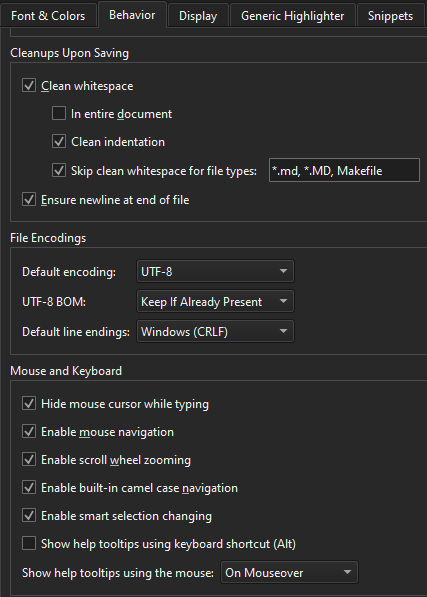 Font & Colors Behavior Display Generic Highlighter Snippets
Cleanups Upon Saving
Clean whitespace
In entire document
Clean indentation
Skip clean whitespace for file types: *.md, *.MD, Makefile
Ensure newline at end of file
File Encodings
Default encoding: UTF-8
UTF-8 BOM: Keep If Already Present
Default line endings: Windows (CRLF)
Mouse and Keyboard
Hide mouse cursor while typing
Enable mouse navigation
Enable scroll wheel zooming
Enable built-in camel case navigation
Enable smart selection changing
Show help tooltips using keyboard shortcut (Alt)
Show help tooltips using the mouse: On Mouseover